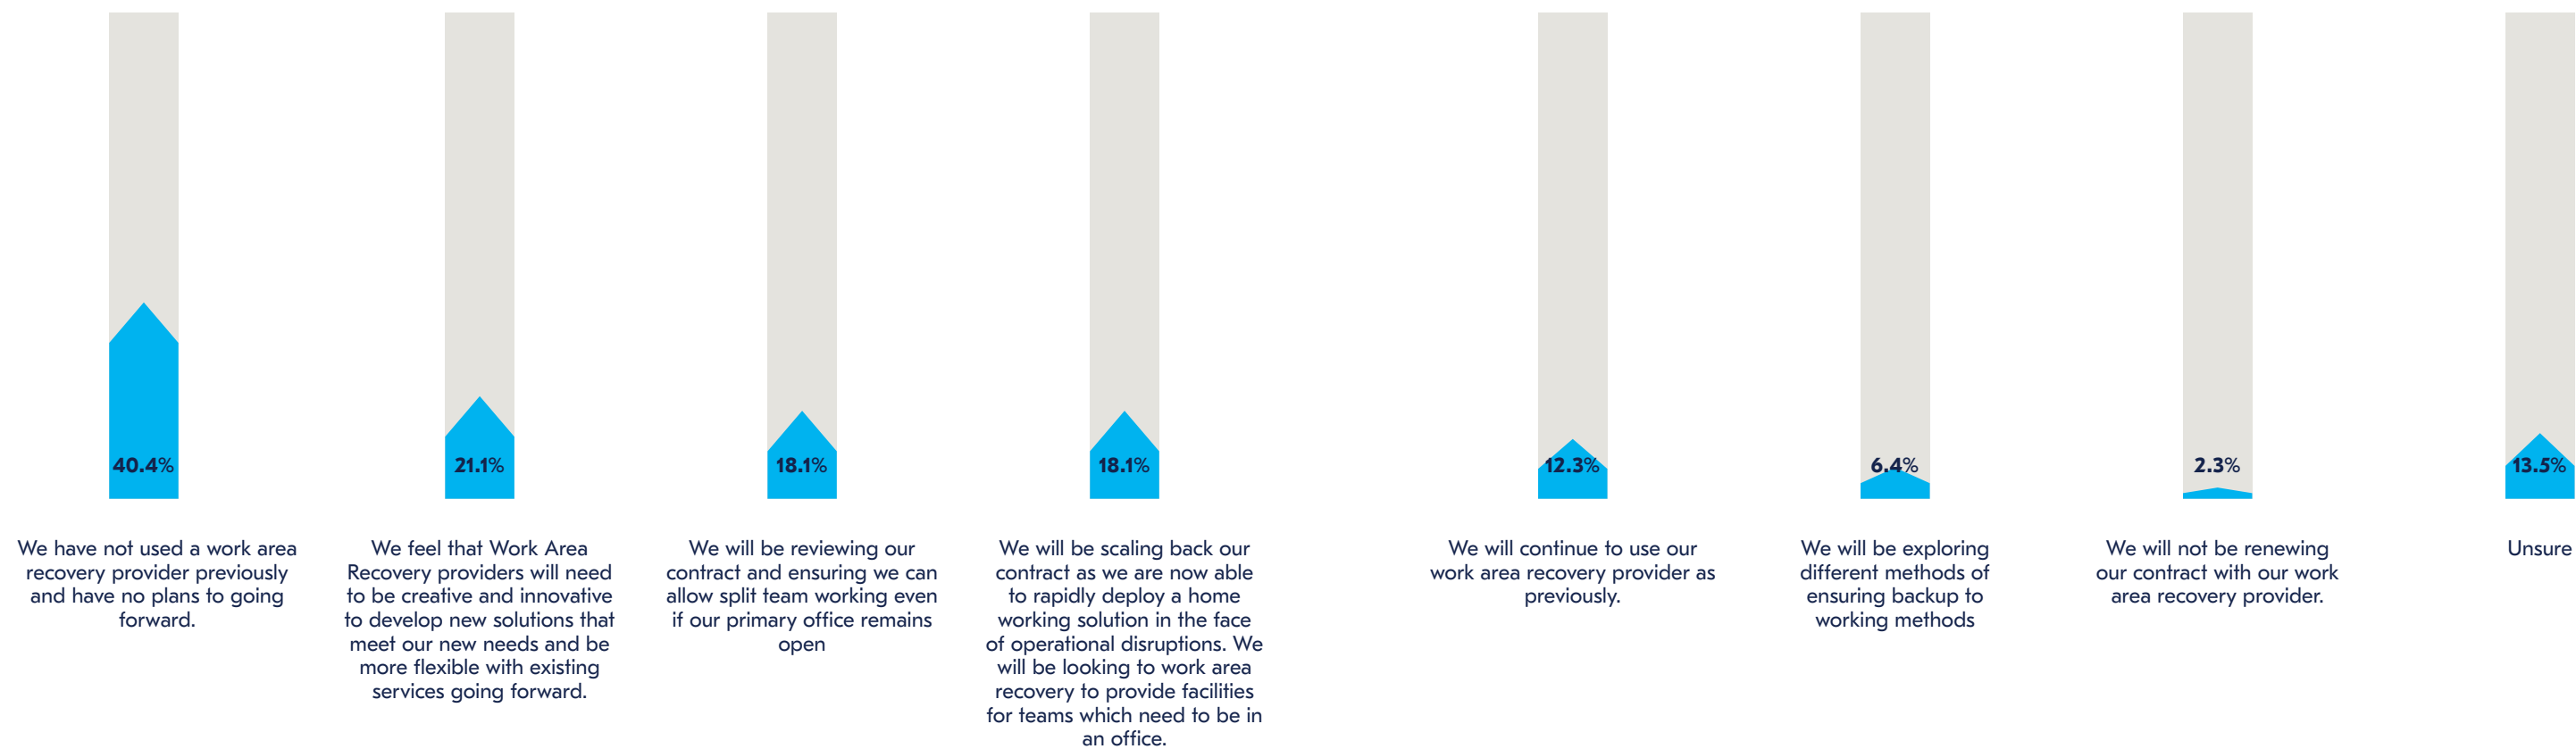 40.4%
21.1%
18.1%
18.1%
12.3%
6.4%
2.3%
13.5%
We have not used a work area
recovery provider previously
and have no plans to going
forward.
We feel that Work Area
Recovery providers will need
to be creative and innovative
to develop new solutions that
meet our new needs and be
more flexible with existing
services going forward.
We will be reviewing our
contract and ensuring we can
allow split team working even
if our primary office remains
open
We will be scaling back our
contract as we are now able
to rapidly deploy a home
working solution in the face
of operational disruptions. We
will be looking to work area
recovery to provide facilities
for teams which need to be in
an office.
We will continue to use our
work area recovery provider as
previously.
We will be exploring
different methods of
ensuring backup to
working methods
We will not be renewing
our contract with our work
area recovery provider.
Unsure